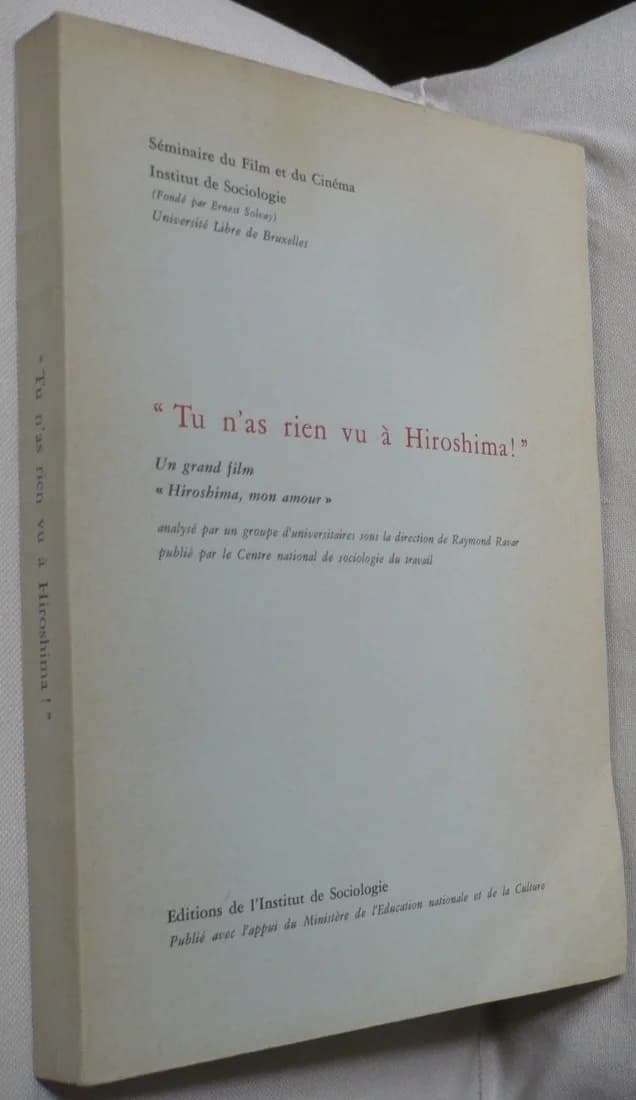 Séminaire du Film et du Cinéma
Institut de Sociologie
(Fondé par Ernest Solvay)
Université Libre de Bruxelles
“ Tu n'as rien vu à Hiroshima! ”
Un grand film
« Hiroshima, mon amour »
analysé par un groupe d'universitaires sous la direction de Raymond Ravar
publié par le Centre national de sociologie du travail
Editions de l'Institut de Sociologie
Publié avec l'appui du Ministère de l'Education nationale et de la Culture
“ Tu n'as rien vu à Hiroshima ! ”